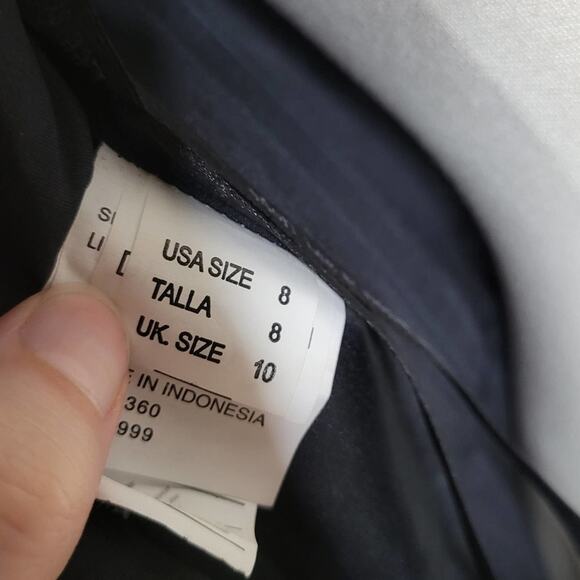 USA SIZE 8
TALLA 8
UK. SIZE 10
IN INDONESIA
360
999